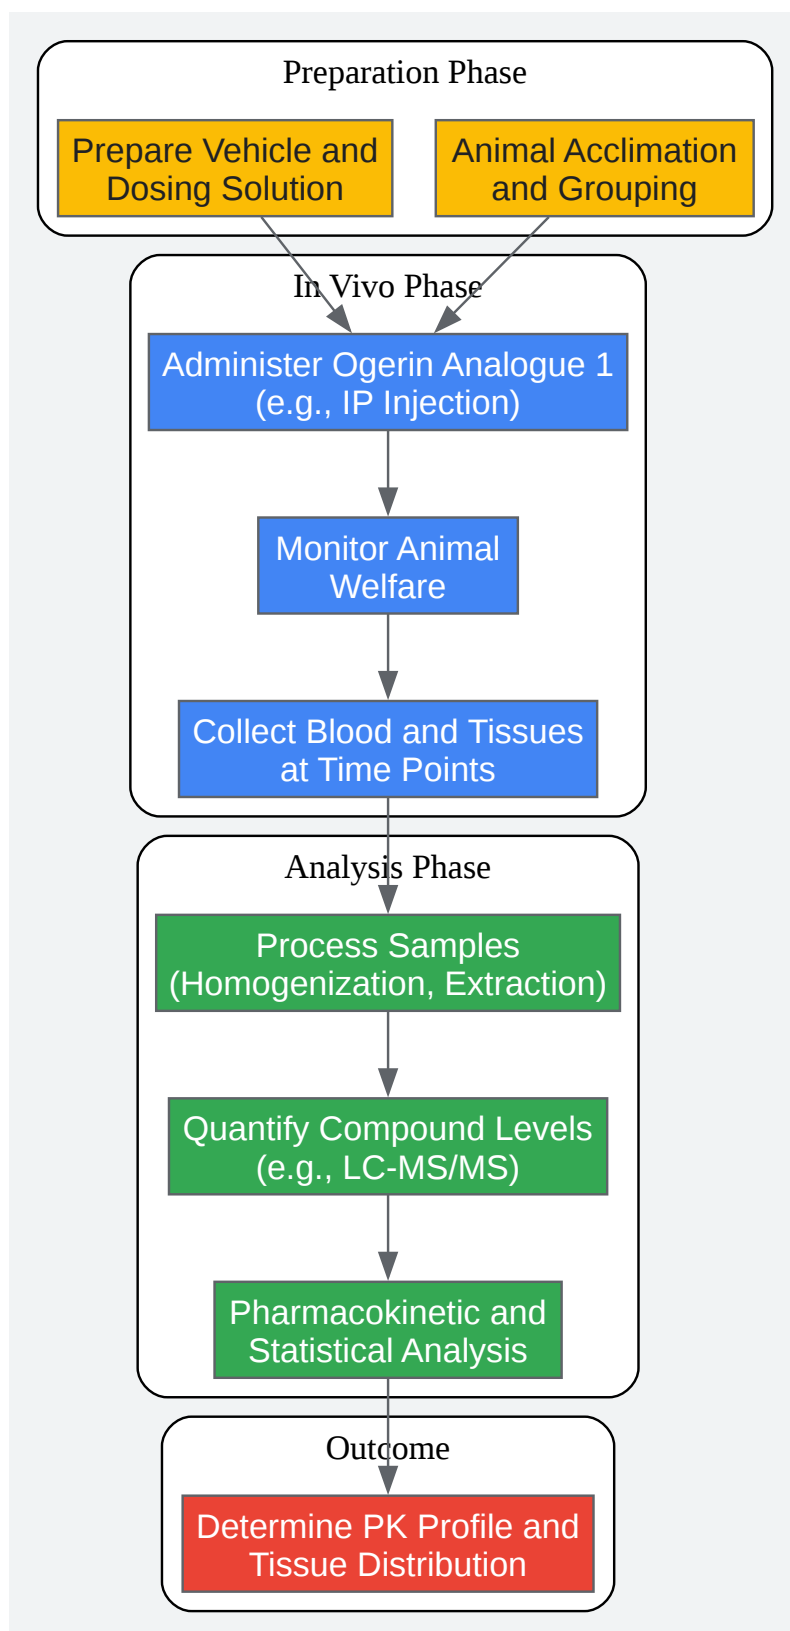 Preparation Phase
Prepare Vehicle and
Dosing Solution
Animal Acclimation
and Grouping
In Vivo Phase
Administer Ogerin Analogue 1
(e.g., IP Injection)
Monitor Animal
Welfare
Collect Blood and Tissues
at Time Points
Analysis Phase
Process Samples
(Homogenization, Extraction)
Quantify Compound Levels
(e.g., LC-MS/MS)
Pharmacokinetic and
Statistical Analysis
Outcome
Determine PK Profile and
Tissue Distribution